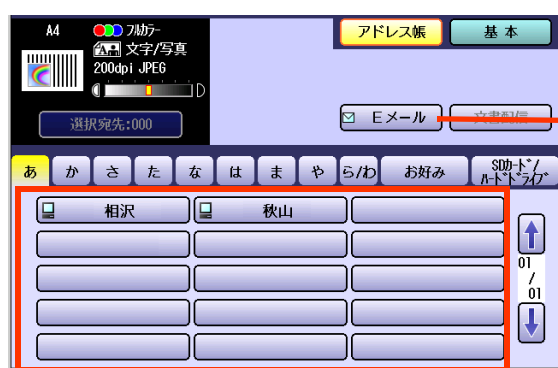 A4 フルカラー
文字/写真
200dpi JPEG
D
選択宛先:000
アドレス帳 基本
Eメール 文書配信
あ か さ た な は ま や ら/わ お好み SDカード/ハードドライブ
相沢 秋山
01
/
01